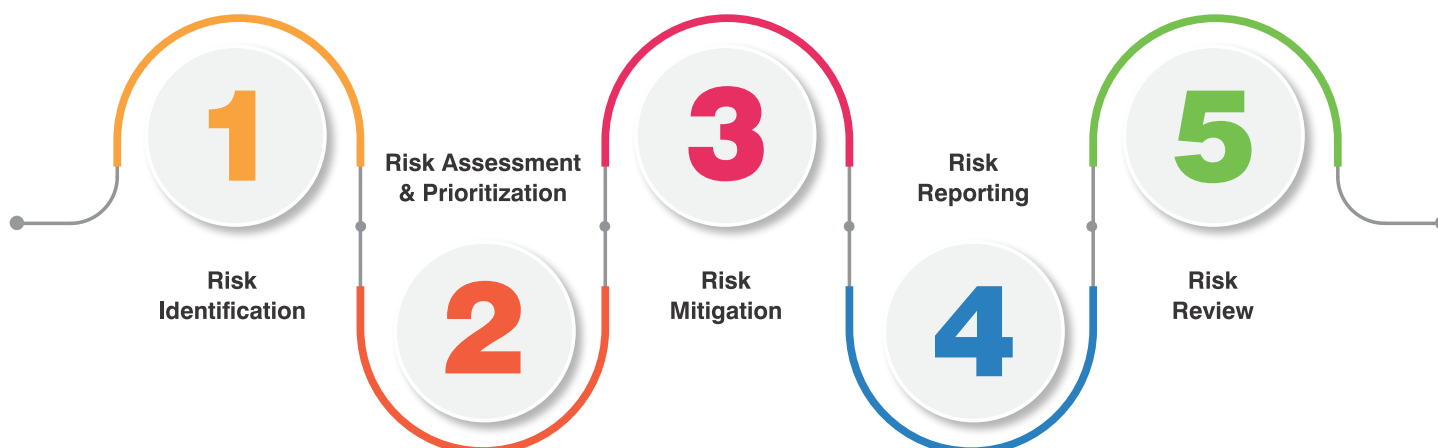 1
Risk
Identification
Risk Assessment
& Prioritization
2
3
Risk
Mitigation
Risk
Reporting
4
5
Risk
Review